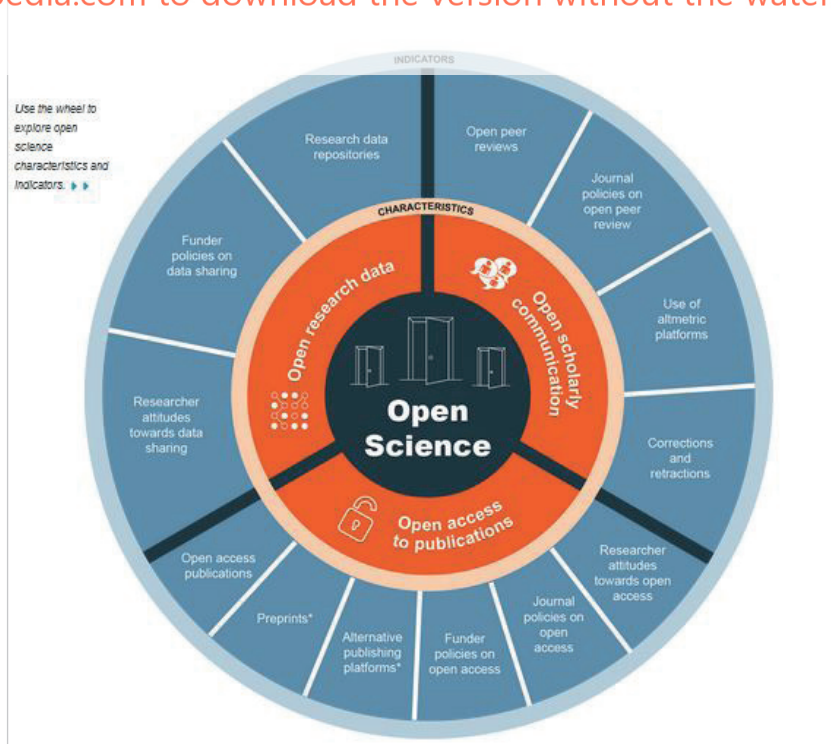 pedia.com to download the version without the water
INDICATORS
Use the wheel to
explore open
science
characteristics and
indicators.
Research data
repositories
Open peer
reviews
Journal
policies on
open peer
review
Use of
altmetric
platforms
Corrections
and
retractions
Researcher
attitudes
towards open
access
Journal
policies on
open
access
Funder
policies on
open access
Alternative
publishing
platforms*
Preprints*
Open access
publications
Researcher
attitudes
towards data
sharing
Funder
policies on
data sharing
CHARACTERISTICS
Open research data
Open scholarly
communication
Open access
to publications
Open
Science